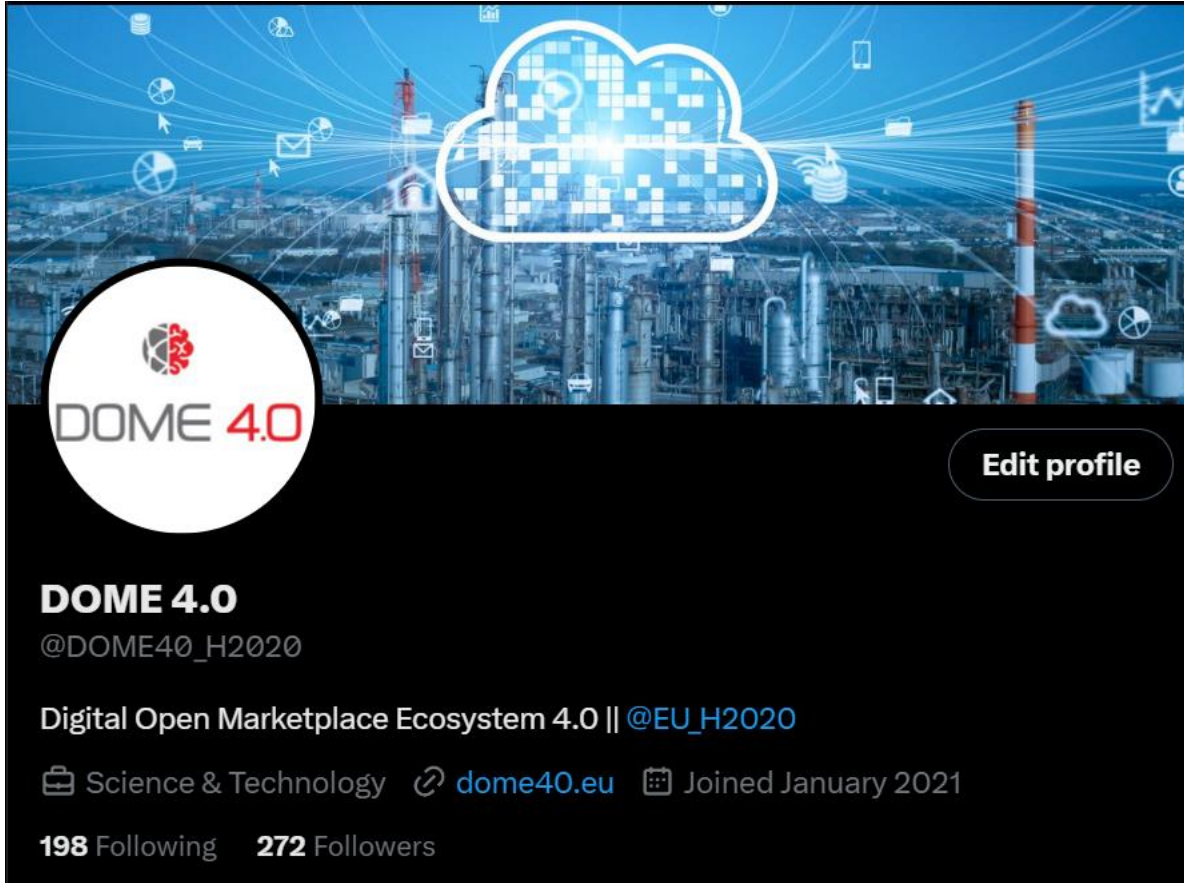 DOME 4.0
Edit profile
DOME 4.0
@DOME40_H2020
Digital Open Marketplace Ecosystem 4.0 || @EU_H2020
Science & Technology dome40.eu Joined January 2021
198 Following 272 Followers